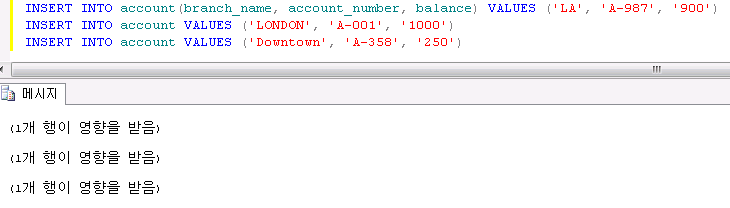 INSERT INTO account(branch_name, account_number, balance) VALUES ('LA', 'A-987', '900')
INSERT INTO account VALUES ('LONDON', 'A-001', '1000')
INSERT INTO account VALUES ('Downtown', 'A-358', '250')
메시지
(1개 행이 영향을 받음)
(1개 행이 영향을 받음)
(1개 행이 영향을 받음)